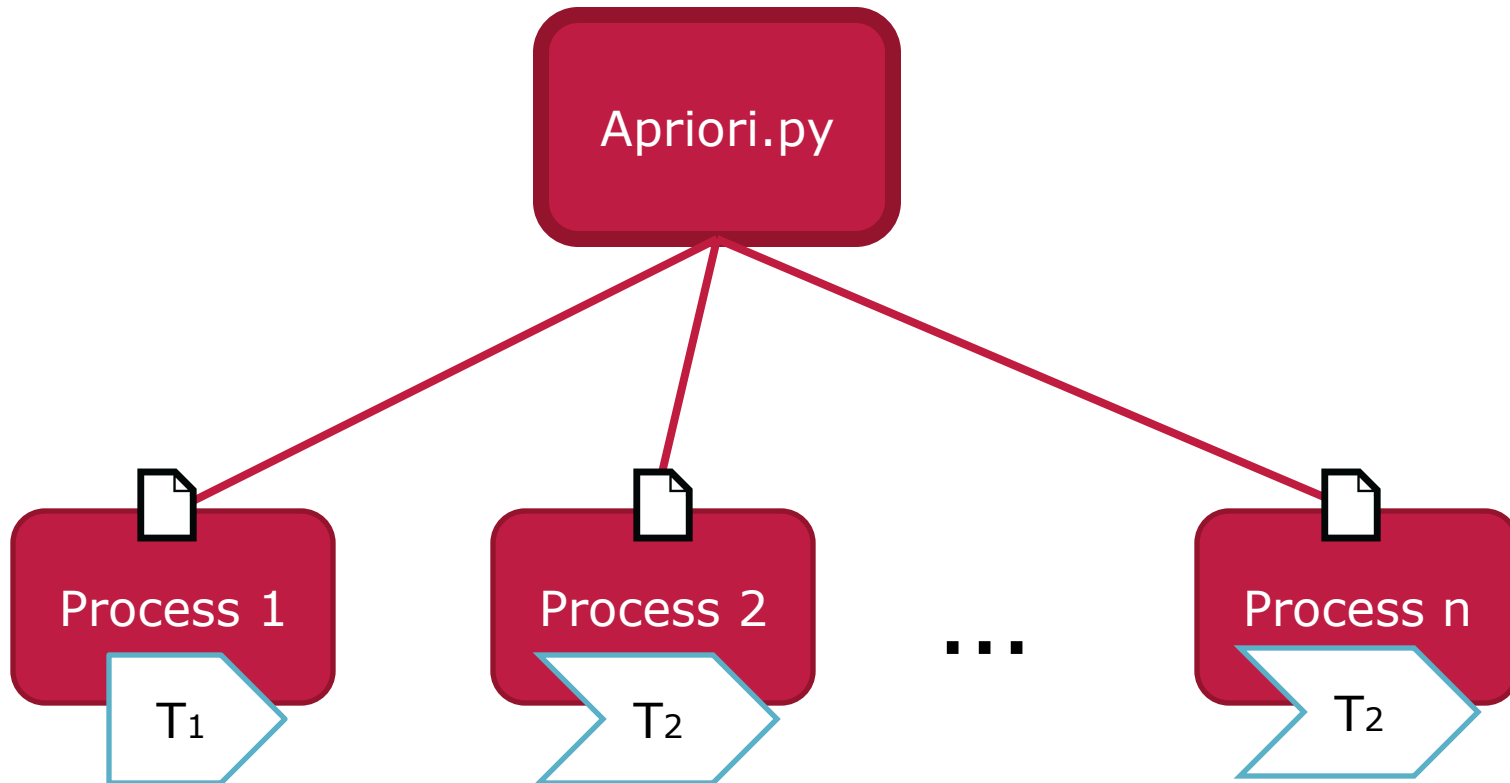 Apriori.py
Process 1
Process 2
...
Process n
T1
T2
T2